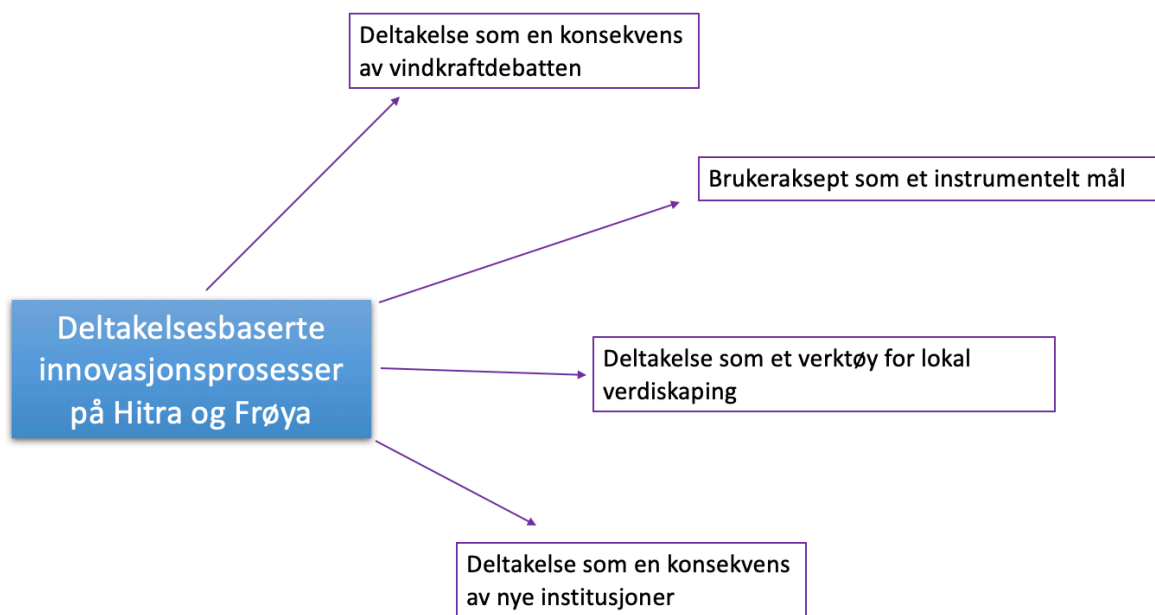 Deltakelse som en konsekvens
av vindkraftdebatten
Brukeraksept som et instrumentelt mål
Deltakelsesbaserte
innovasjonsprosesser
på Hitra og Frøya
Deltakelse som et verktøy for lokal
verdiskaping
Deltakelse som en konsekvens
av nye institusjoner